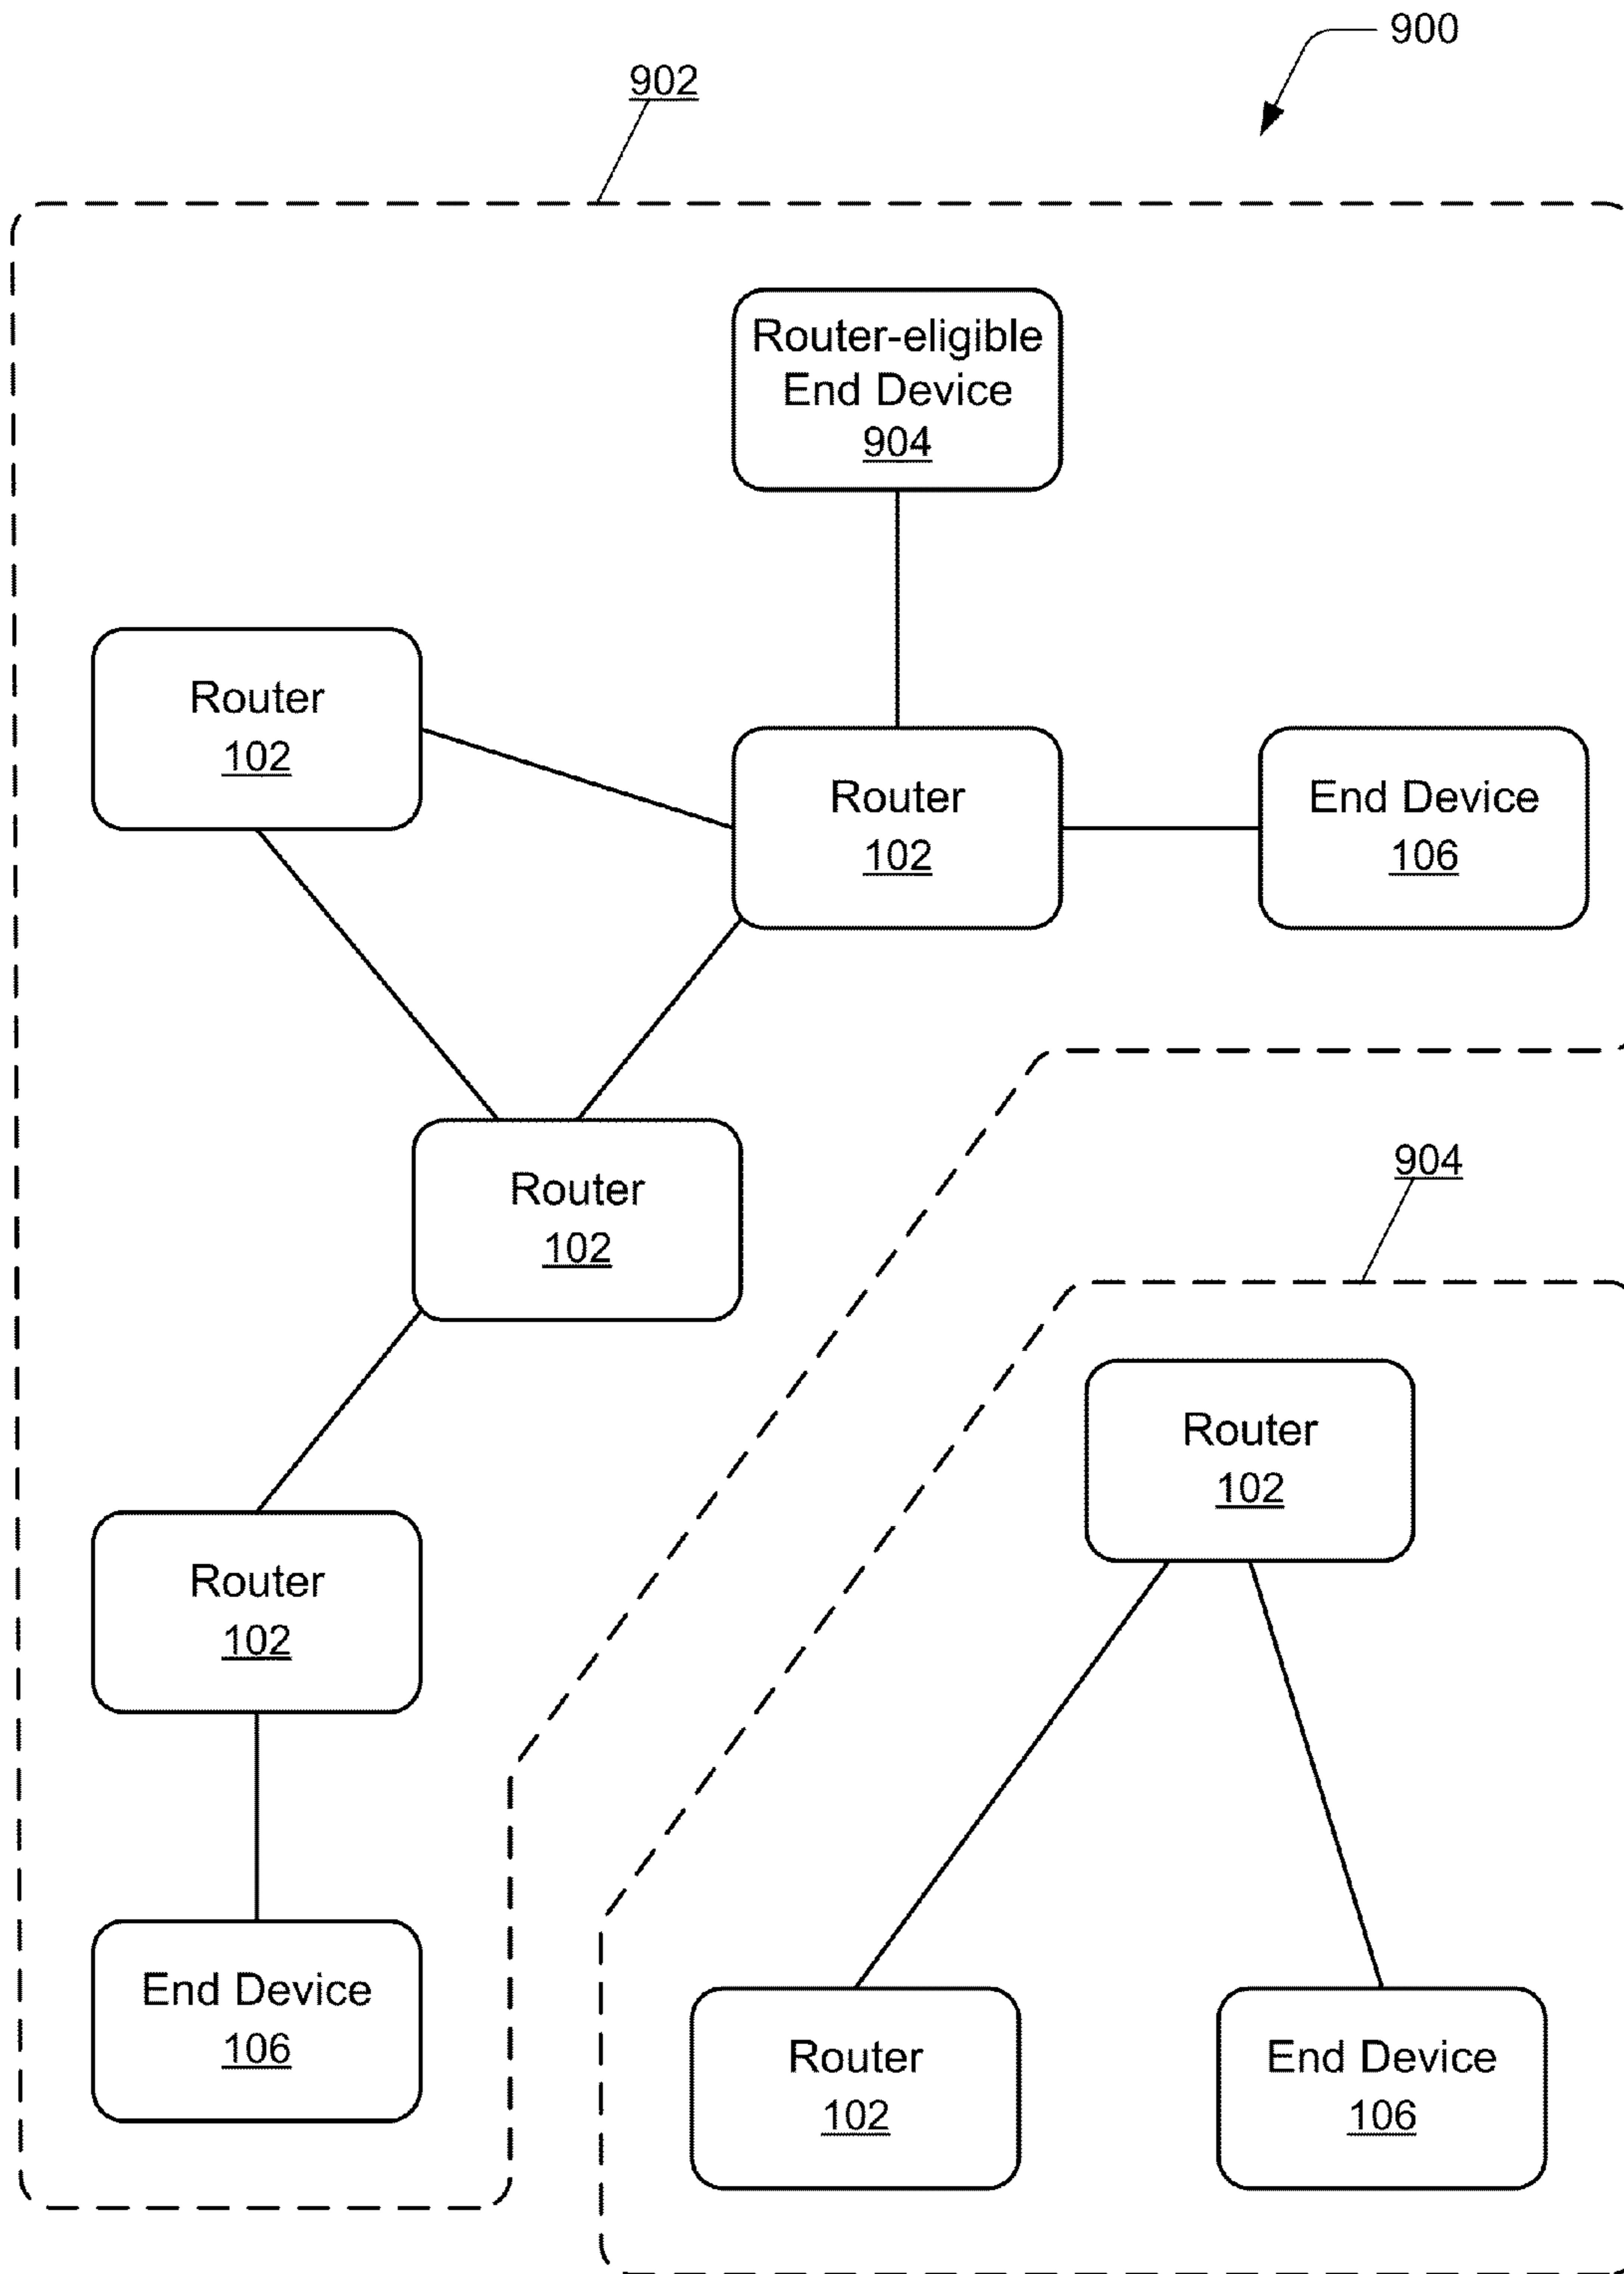 900
902
Router-eligible
End Device
904
Router
102
Router
102
End Device
106
Router
102
904
Router
102
Router
102
End Device
106
Router
102
End Device
106